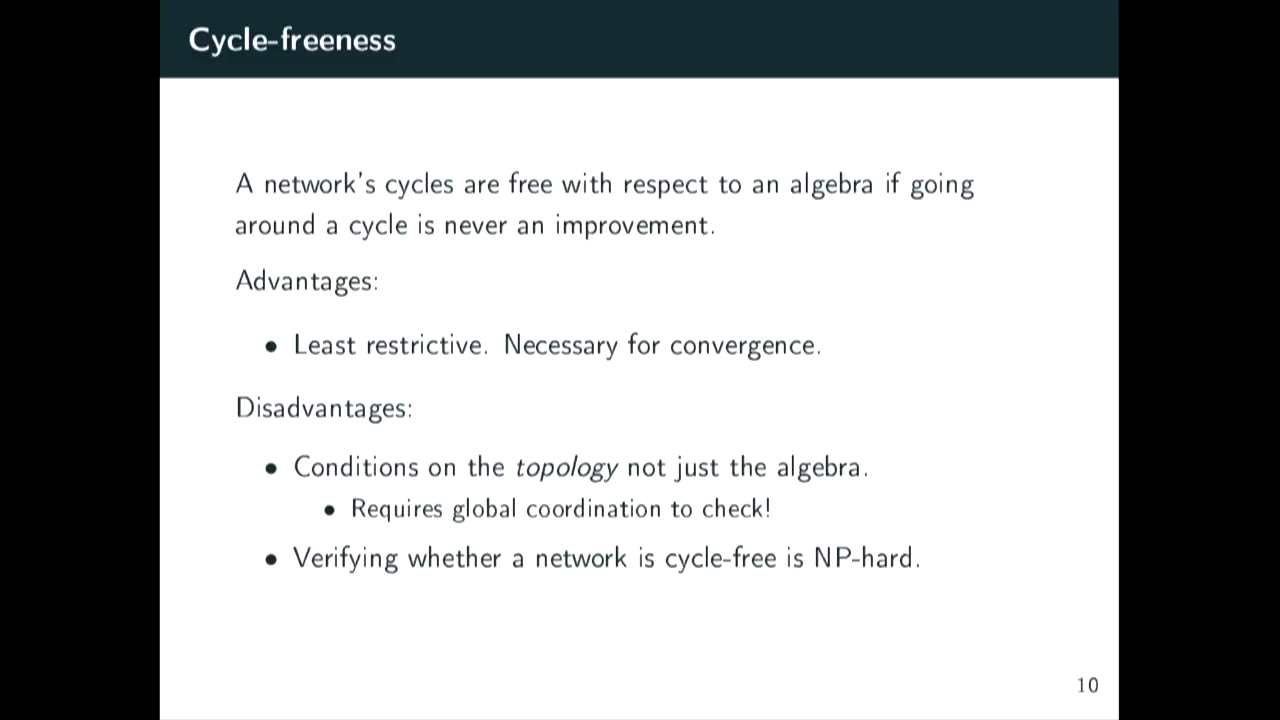 Cycle-freeness
A network's cycles are free with respect to an algebra if going
around a cycle is never an improvement.
Advantages:
• Least restrictive. Necessary for convergence.
Disadvantages:
• Conditions on the topology not just the algebra.
• Requires global coordination to check!
• Verifying whether a network is cycle-free is NP-hard.
10